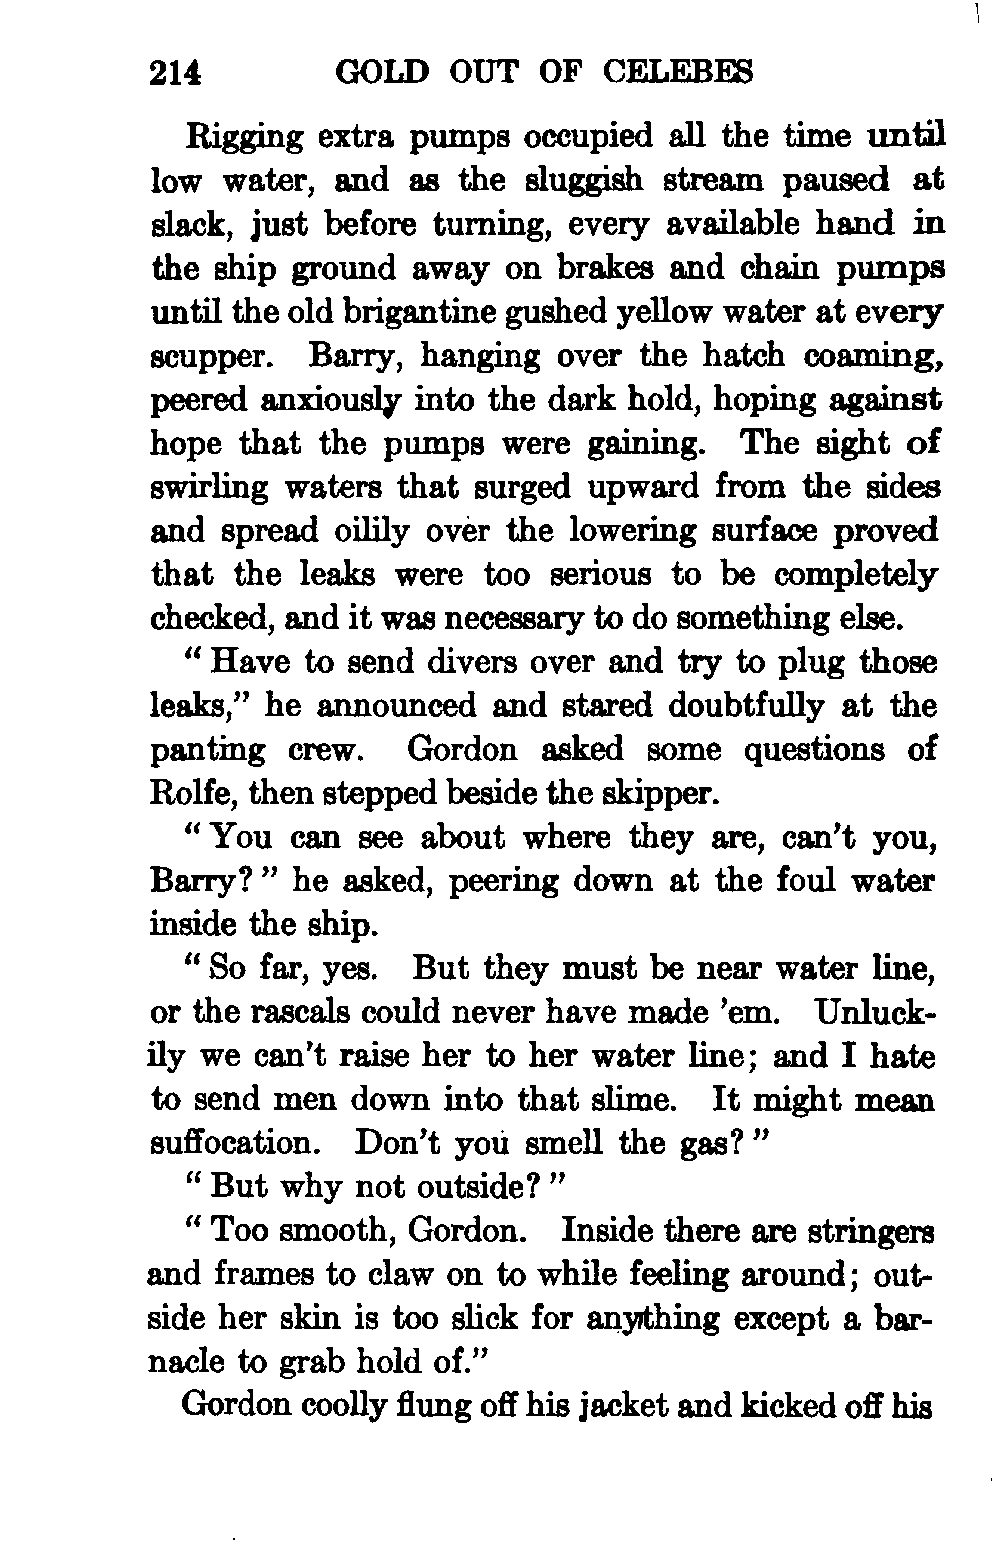 214 GOLD OUT OF CELEBES
Rigging extra pumps occupied all the time until
low water, and as the sluggish stream paused at
slack, just before turning, every available hand in
the ship ground away on brakes and chain pumps
until the old brigantine gushed yellow water at every
scupper. Barry, hanging over the hatch coaming,
peered anxiously into the dark hold, hoping against
hope that the pumps were gaining. The sight of
swirling waters that surged upward from the sides
and spread oilily over the lowering surface proved
that the leaks were too serious to be completely
checked, and it was necessary to do something else.
“ Have to send divers over and try to plug those
leaks,” he announced and stared doubtfully at the
panting crew. Gordon asked some questions of
Rolfe, then stepped beside the skipper.
“ You can see about where they are, can't you,
Barry? ” he asked, peering down at the foul water
inside the ship.
“ So far, yes. But they must be near water line,
or the rascals could never have made ’em. Unluck-
ily we can't raise her to her water line; and I hate
to send men down into that slime. It might mean
suffocation. Don't you smell the gas? ”
“ But why not outside? ”
“ Too smooth, Gordon. Inside there are stringers
and frames to claw on to while feeling around; out-
side her skin is too slick for anything except a bar-
nacle to grab hold of.”
Gordon coolly flung off his jacket and kicked off his